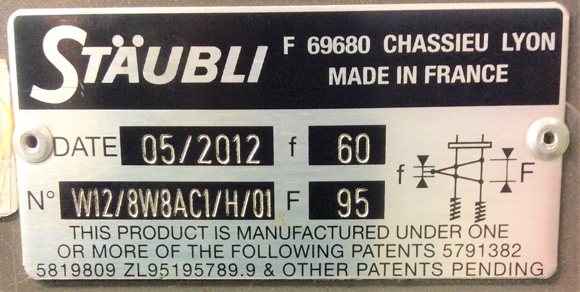 STÄUBLI F 69680 CHASSIEU LYON
MADE IN FRANCE
DATE 05/2012 f 60
N° W12/8W8AC1/H/01 F 95
f F
THIS PRODUCT IS MANUFACTURED UNDER ONE
OR MORE OF THE FOLLOWING PATENTS 5791382
5819809 ZL95195789.9 & OTHER PATENTS PENDING